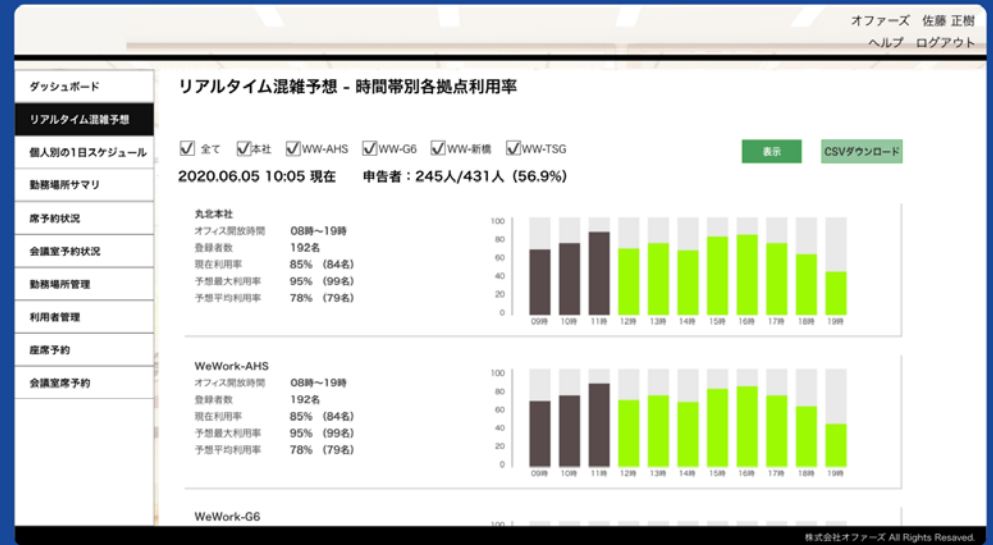 オファーズ 佐藤 正樹
ヘルプ ログアウト
ダッシュボード
リアルタイム混雑予想
個人別の1日スケジュール
勤務場所サマリ
席予約状況
会議室予約状況
勤務場所管理
利用者管理
座席予約
会議室席予約
リアルタイム混雑予想 - 時間帯別各拠点利用率
全て 本社 WW-AHS WW-G6 WW-新橋 WW-TSG
表示 CSVダウンロード
2020.06.05 10:05 現在 申告者：245人/431人（56.9%）
丸北本社
オフィス開放時間 08時〜19時
登録者数 192名
現在利用率 85% （84名）
予想最大利用率 95% （99名）
予想平均利用率 78% （79名）
100
80
60
40
20
0
09時 10時 11時 12時 13時 14時 15時 16時 17時 18時 19時
WeWork-AHS
オフィス開放時間 08時〜19時
登録者数 192名
現在利用率 85% （84名）
予想最大利用率 95% （99名）
予想平均利用率 78% （79名）
100
80
60
40
20
0
09時 10時 11時 12時 13時 14時 15時 16時 17時 18時 19時
WeWork-G6
100
株式会社オファーズ All Rights Resaved.